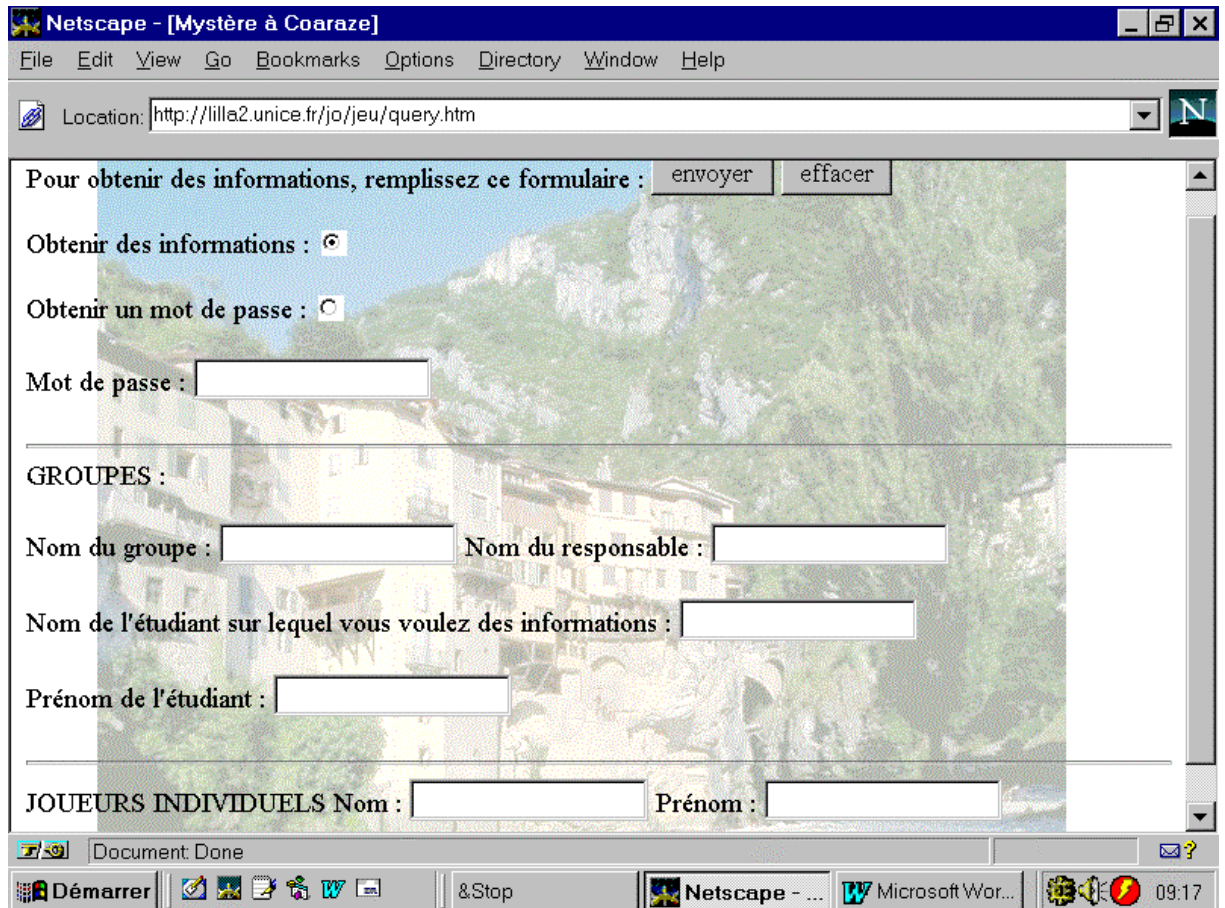 Netscape - [Mystère à Coaraze]
File Edit View Go Bookmarks Options Directory Window Help
Location: http://lilla2.unice.fr/jo/jeu/query.htm
N
Pour obtenir des informations, remplissez ce formulaire : envoyer effacer
Obtenir des informations :
Obtenir un mot de passe :
Mot de passe :
GROUPES :
Nom du groupe : Nom du responsable :
Nom de l'étudiant sur lequel vous voulez des informations :
Prénom de l'étudiant :
JOUEURS INDIVIDUELS Nom : Prénom :
Document: Done
Démarrer &Stop Netscape - ... Microsoft Wor... 09:17